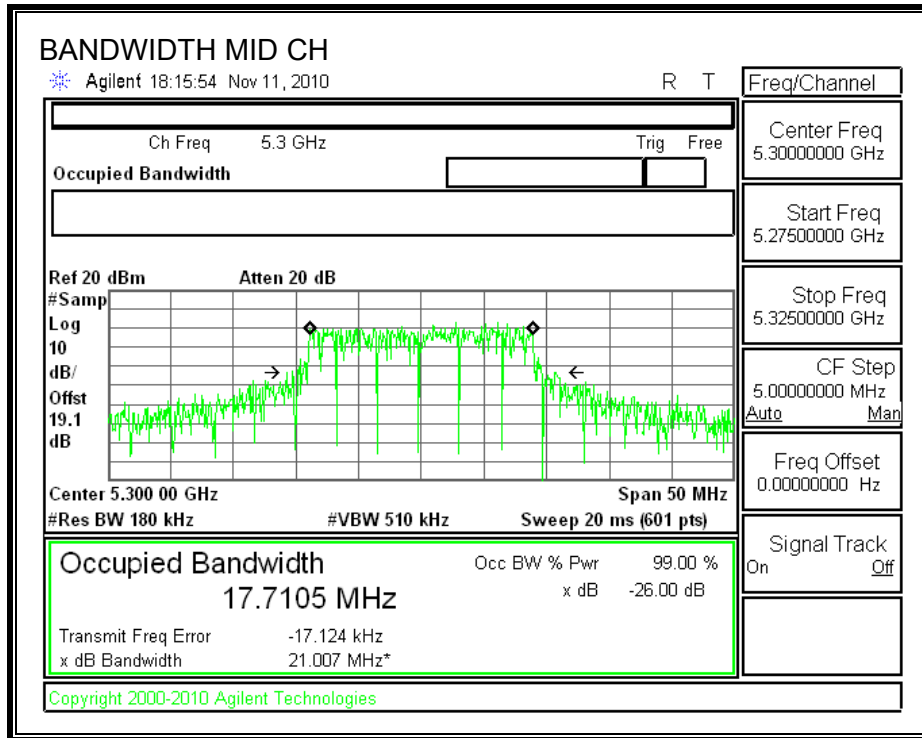 BANDWIDTH MID CH
Agilent 18:15:54 Nov 11, 2010 R T
Freq/Channel
Ch Freq 5.3 GHz Trig Free
Occupied Bandwidth
Center Freq
5.30000000 GHz
Start Freq
5.27500000 GHz
Stop Freq
5.32500000 GHz
CF Step
5.00000000 MHz
Auto Man
Freq Offset
0.00000000 Hz
Signal Track
On Off
Ref 20 dBm Atten 20 dB
#Samp
Log
10
dB/
Offst
19.1
dB
Center 5.300 00 GHz Span 50 MHz
#Res BW 180 kHz #VBW 510 kHz Sweep 20 ms (601 pts)
Occupied Bandwidth
17.7105 MHz
Occ BW % Pwr 99.00 %
x dB -26.00 dB
Transmit Freq Error -17.124 kHz
x dB Bandwidth 21.007 MHz*
Copyright 2000-2010 Agilent Technologies